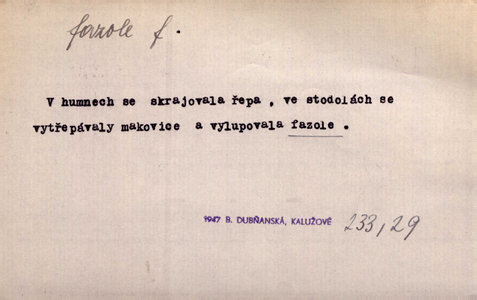 fazole f.
V humnech se skrajovala řepa , ve stodolách se
vytřepávaly makovice a vylupovala fazole .
1947 B. DUBŇANSKÁ, KALUŽOVÉ 233,29